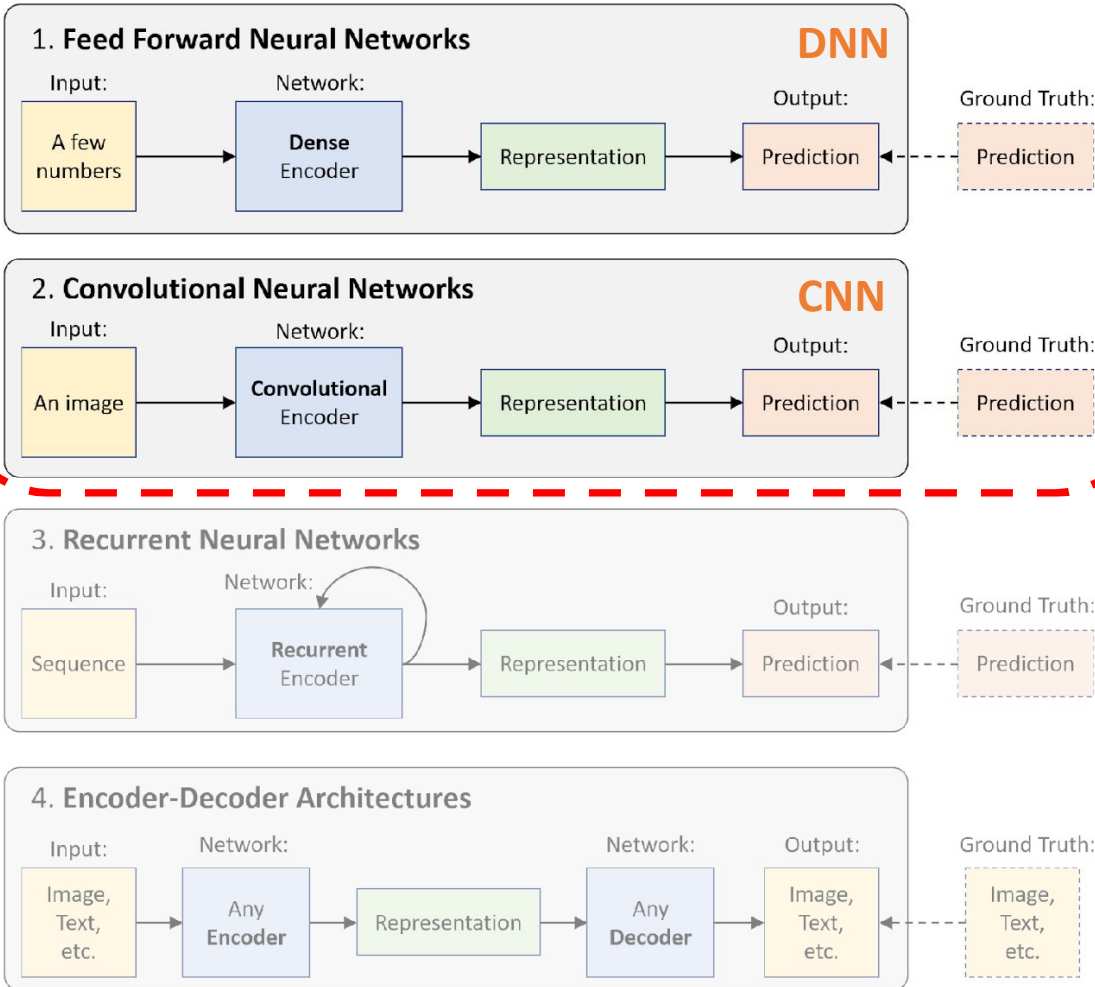 1. Feed Forward Neural Networks
DNN
Input:
Network:
Output:
Ground Truth:
A few
numbers
Dense
Encoder
Representation
Prediction
Prediction
2. Convolutional Neural Networks
CNN
Input:
Network:
Output:
Ground Truth:
An image
Convolutional
Encoder
Representation
Prediction
Prediction
3. Recurrent Neural Networks
Input:
Network:
Output:
Ground Truth:
Sequence
Recurrent
Encoder
Representation
Prediction
Prediction
4. Encoder-Decoder Architectures
Input:
Network:
Network:
Output:
Ground Truth:
Image,
Text,
etc.
Any
Encoder
Representation
Any
Decoder
Image,
Text,
etc.
Image,
Text,
etc.